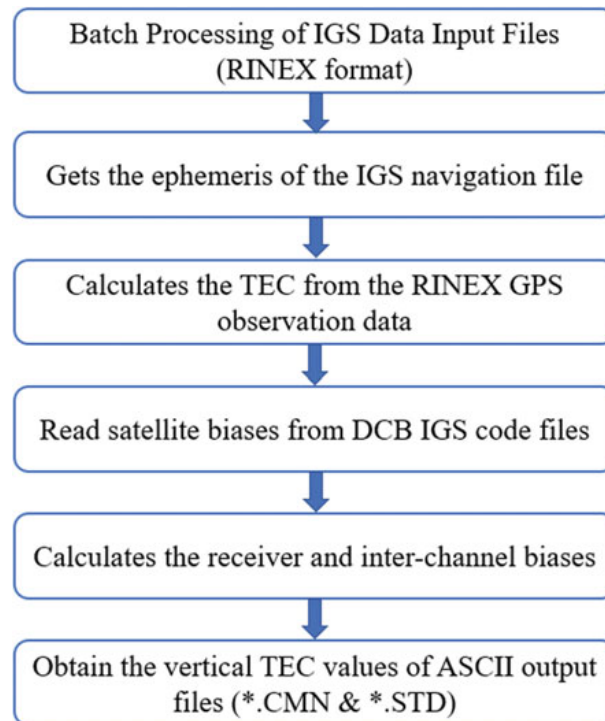 Batch Processing of IGS Data Input Files
(RINEX format)
Gets the ephemeris of the IGS navigation file
Calculates the TEC from the RINEX GPS
observation data
Read satellite biases from DCB IGS code files
Calculates the receiver and inter-channel biases
Obtain the vertical TEC values of ASCII output
files (*.CMN & *.STD)